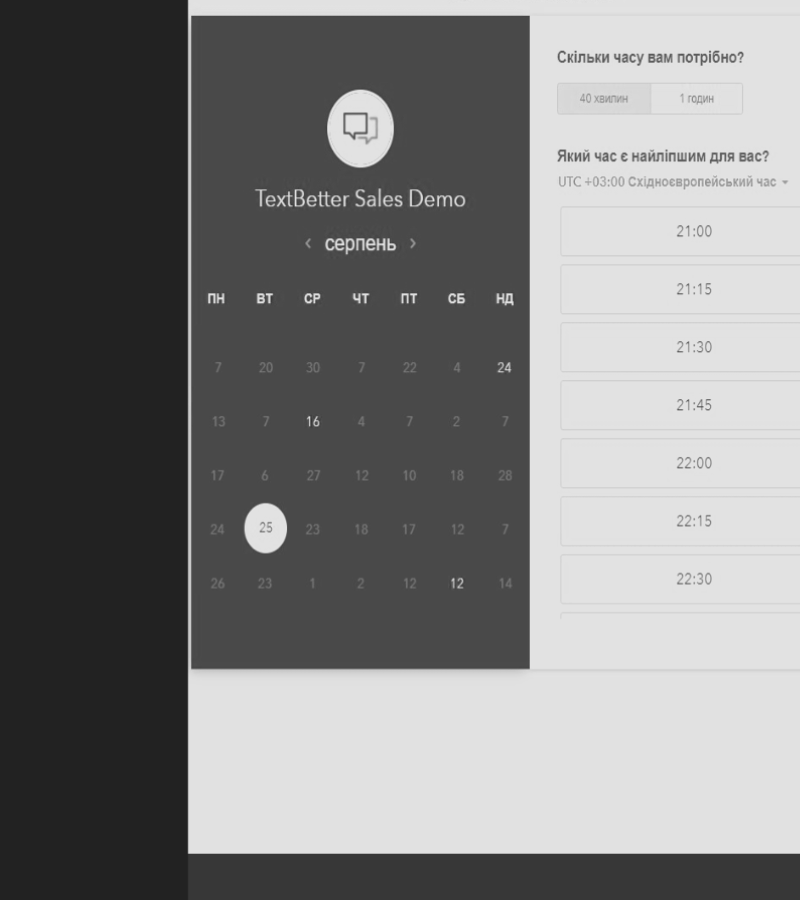 TextBetter Sales Demo
‹ серпень ›
ПН ВТ СР ЧТ ПТ СБ НД
7 20 30 7 22 4 24
13 7 16 4 7 2 7
17 6 27 12 10 18 28
24 25 23 18 17 12 7
26 23 1 2 12 12 14
Скільки часу вам потрібно?
40 хвилин 1 годин
Який час є найліпшим для вас?
UTC +03:00 Східноєвропейський час
21:00
21:15
21:30
21:45
22:00
22:15
22:30